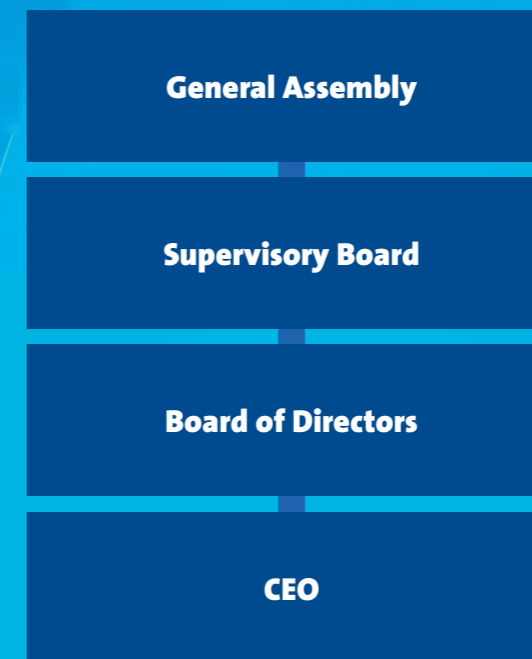 General Assembly
Supervisory Board
Board of Directors
CEO